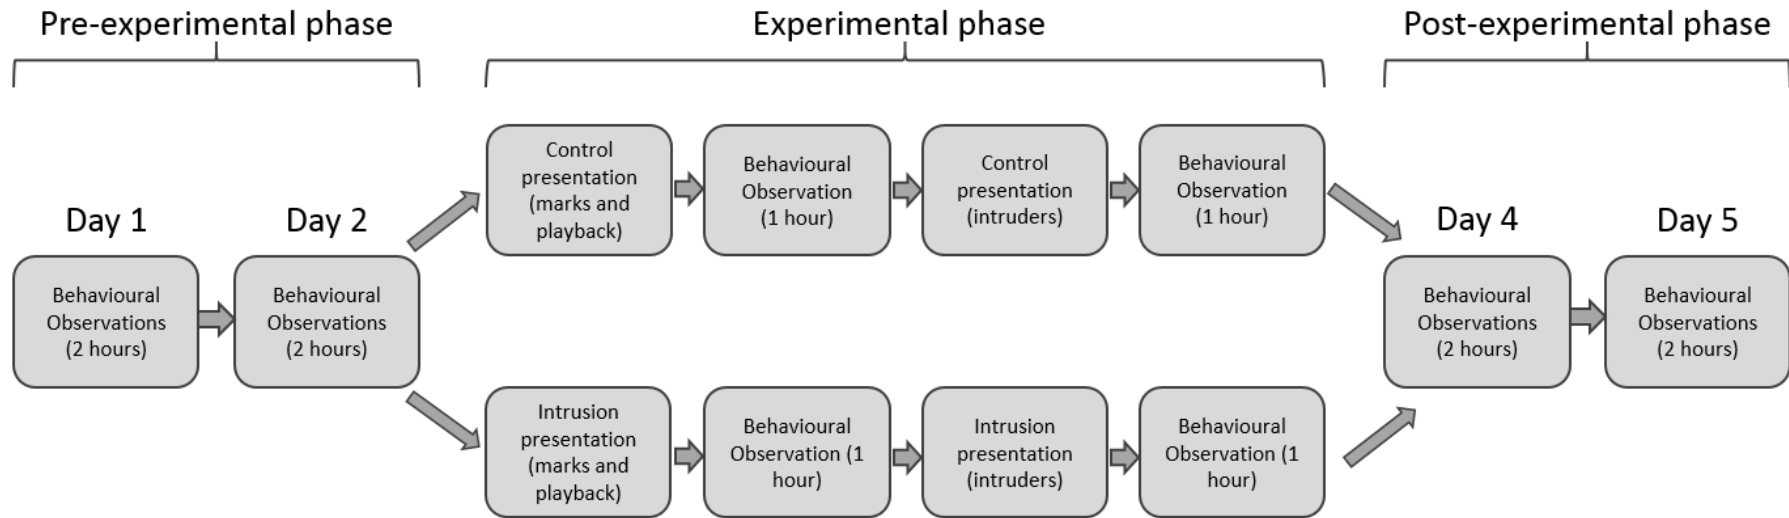 Pre-experimental phase
Experimental phase
Post-experimental phase
Day 1
Day 2
Behavioural
Observations
(2 hours)
Behavioural
Observations
(2 hours)
Control
presentation
(marks and
playback)
Behavioural
Observation
(1 hour)
Control
presentation
(intruders)
Behavioural
Observation
(1 hour)
Intrusion
presentation
(marks and
playback)
Behavioural
Observation (1
hour)
Intrusion
presentation
(intruders)
Behavioural
Observation (1
hour)
Day 4
Day 5
Behavioural
Observations
(2 hours)
Behavioural
Observations
(2 hours)